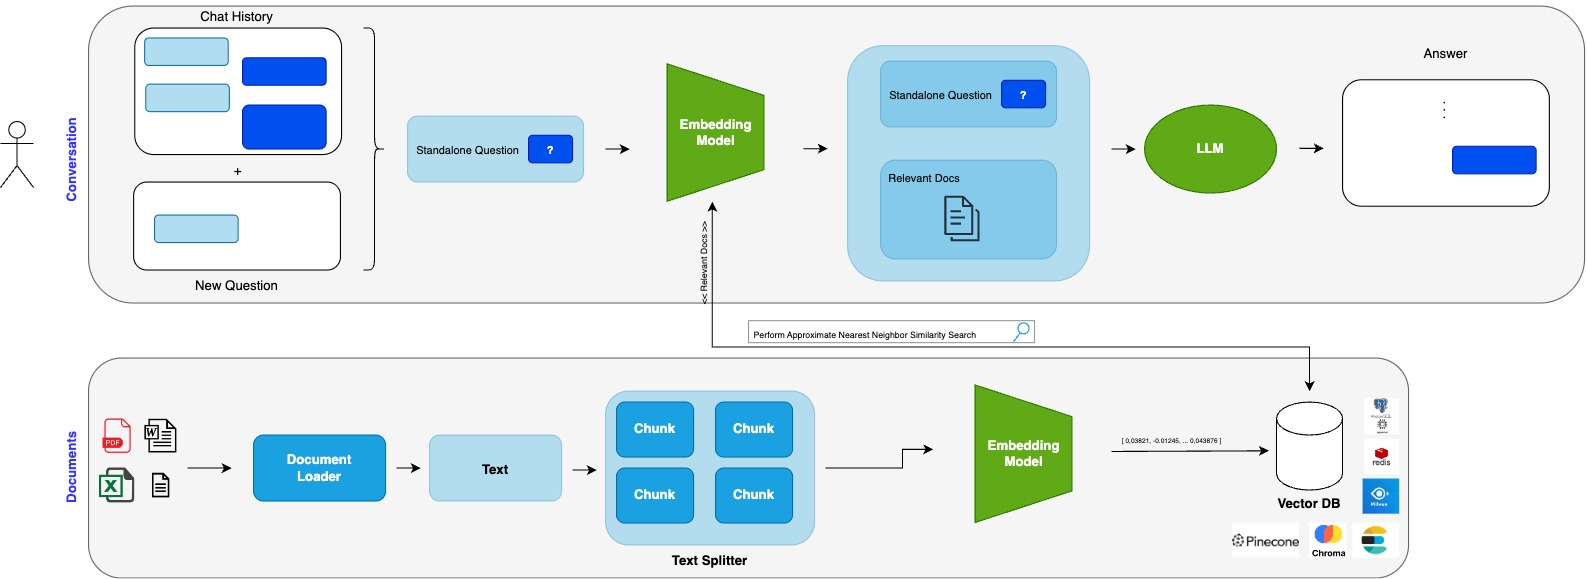 Chat History
Answer
Conversation
Standalone Question
?
Embedding
Model
Standalone Question
?
Relevant Docs
LLM
+
New Question
<< Relevant Docs >>
Perform Approximate Nearest Neighbor Similarity Search
Documents
PDF
W
X
Document
Loader
Text
Chunk
Chunk
Chunk
Chunk
Text Splitter
Embedding
Model
[ 0,03821, -0.01245, ... 0,043876 ]
Vector DB
PostgreSQL
redis
Milvus
Pinecone
Chroma